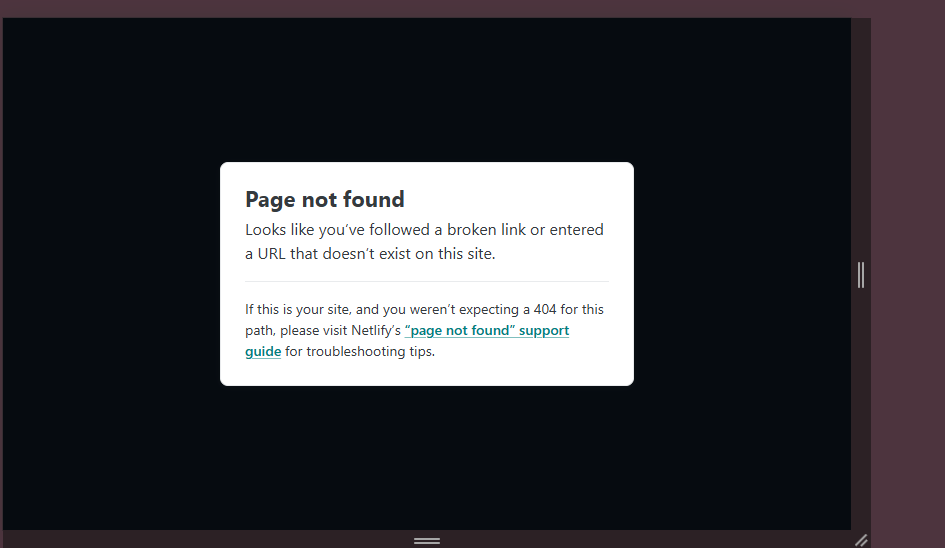 Page not found
Looks like you’ve followed a broken link or entered
a URL that doesn’t exist on this site.
If this is your site, and you weren’t expecting a 404 for this
path, please visit Netlify’s “page not found” support
guide for troubleshooting tips.